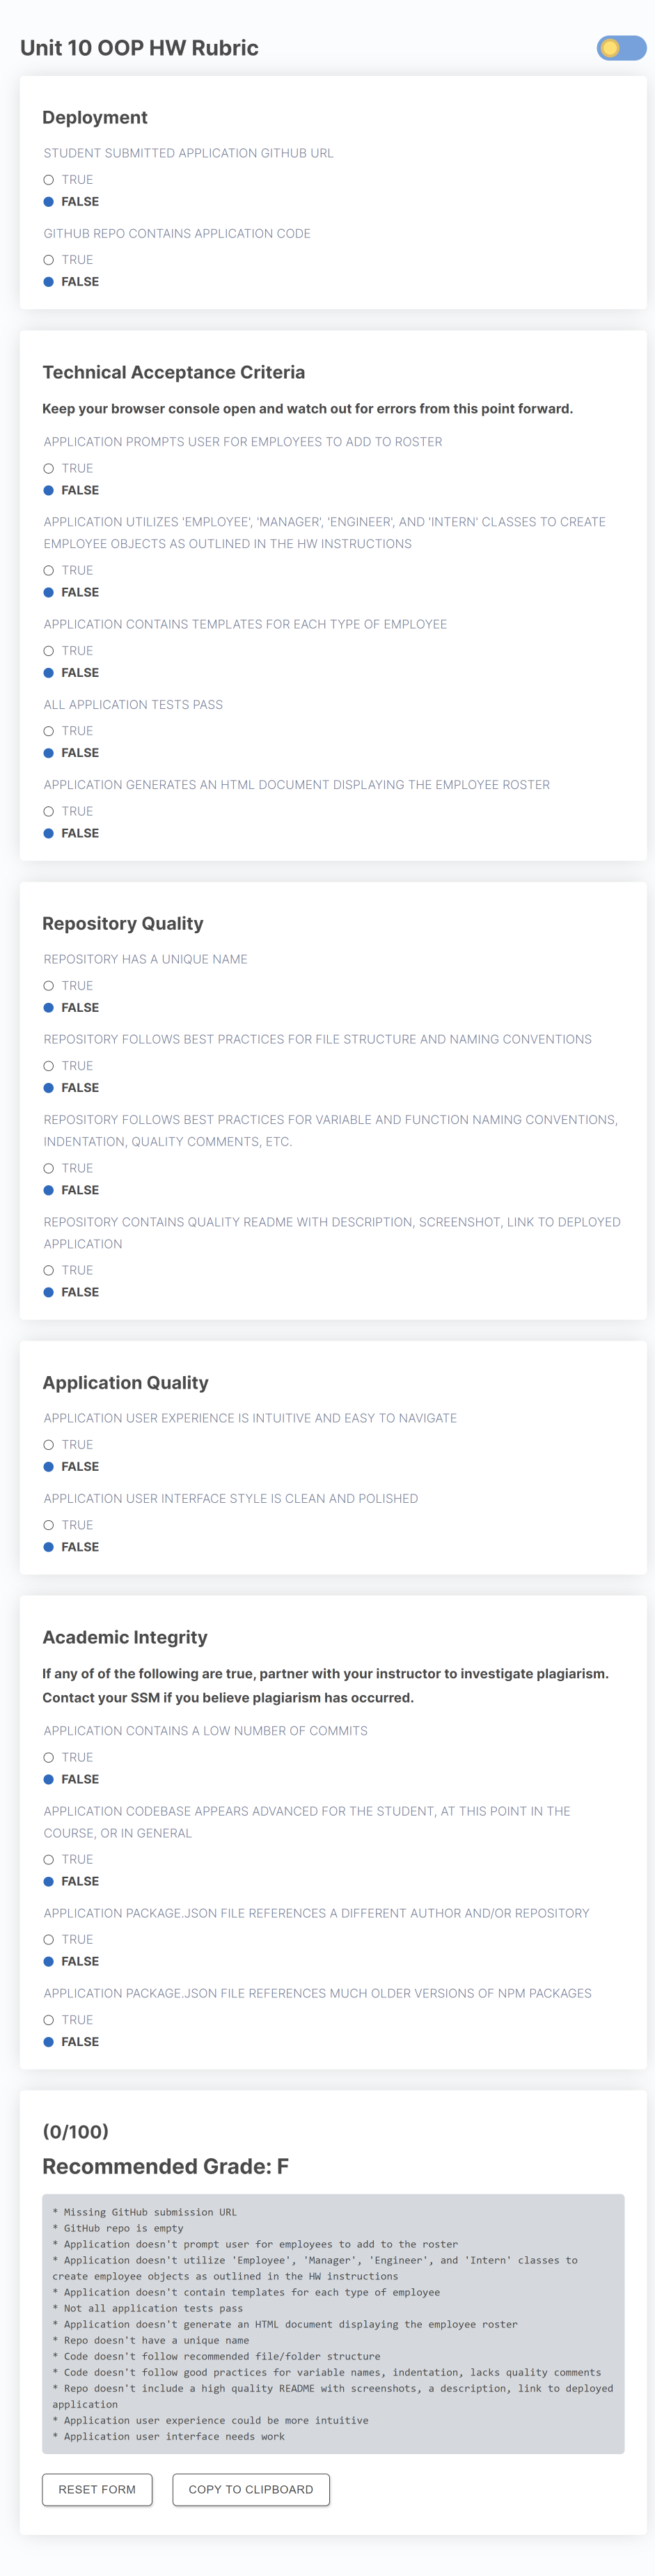 Unit 10 OOP HW Rubric
Deployment
STUDENT SUBMITTED APPLICATION GITHUB URL
TRUE
FALSE
GITHUB REPO CONTAINS APPLICATION CODE
TRUE
FALSE
Technical Acceptance Criteria
Keep your browser console open and watch out for errors from this point forward.
APPLICATION PROMPTS USER FOR EMPLOYEES TO ADD TO ROSTER
TRUE
FALSE
APPLICATION UTILIZES 'EMPLOYEE', 'MANAGER', 'ENGINEER', AND 'INTERN' CLASSES TO CREATE
EMPLOYEE OBJECTS AS OUTLINED IN THE HW INSTRUCTIONS
TRUE
FALSE
APPLICATION CONTAINS TEMPLATES FOR EACH TYPE OF EMPLOYEE
TRUE
FALSE
ALL APPLICATION TESTS PASS
TRUE
FALSE
APPLICATION GENERATES AN HTML DOCUMENT DISPLAYING THE EMPLOYEE ROSTER
TRUE
FALSE
Repository Quality
REPOSITORY HAS A UNIQUE NAME
TRUE
FALSE
REPOSITORY FOLLOWS BEST PRACTICES FOR FILE STRUCTURE AND NAMING CONVENTIONS
TRUE
FALSE
REPOSITORY FOLLOWS BEST PRACTICES FOR VARIABLE AND FUNCTION NAMING CONVENTIONS,
INDENTATION, QUALITY COMMENTS, ETC.
TRUE
FALSE
REPOSITORY CONTAINS QUALITY README WITH DESCRIPTION, SCREENSHOT, LINK TO DEPLOYED
APPLICATION
TRUE
FALSE
Application Quality
APPLICATION USER EXPERIENCE IS INTUITIVE AND EASY TO NAVIGATE
TRUE
FALSE
APPLICATION USER INTERFACE STYLE IS CLEAN AND POLISHED
TRUE
FALSE
Academic Integrity
If any of of the following are true, partner with your instructor to investigate plagiarism.
Contact your SSM if you believe plagiarism has occurred.
APPLICATION CONTAINS A LOW NUMBER OF COMMITS
TRUE
FALSE
APPLICATION CODEBASE APPEARS ADVANCED FOR THE STUDENT, AT THIS POINT IN THE
COURSE, OR IN GENERAL
TRUE
FALSE
APPLICATION PACKAGE.JSON FILE REFERENCES A DIFFERENT AUTHOR AND/OR REPOSITORY
TRUE
FALSE
APPLICATION PACKAGE.JSON FILE REFERENCES MUCH OLDER VERSIONS OF NPM PACKAGES
TRUE
FALSE
(0/100)
Recommended Grade: F
* Missing GitHub submission URL
* GitHub repo is empty
* Application doesn't prompt user for employees to add to the roster
* Application doesn't utilize 'Employee', 'Manager', 'Engineer', and 'Intern' classes to
create employee objects as outlined in the HW instructions
* Application doesn't contain templates for each type of employee
* Not all application tests pass
* Application doesn't generate an HTML document displaying the employee roster
* Repo doesn't have a unique name
* Code doesn't follow recommended file/folder structure
* Code doesn't follow good practices for variable names, indentation, lacks quality comments
* Repo doesn't include a high quality README with screenshots, a description, link to deployed
application
* Application user experience could be more intuitive
* Application user interface needs work
RESET FORM
COPY TO CLIPBOARD